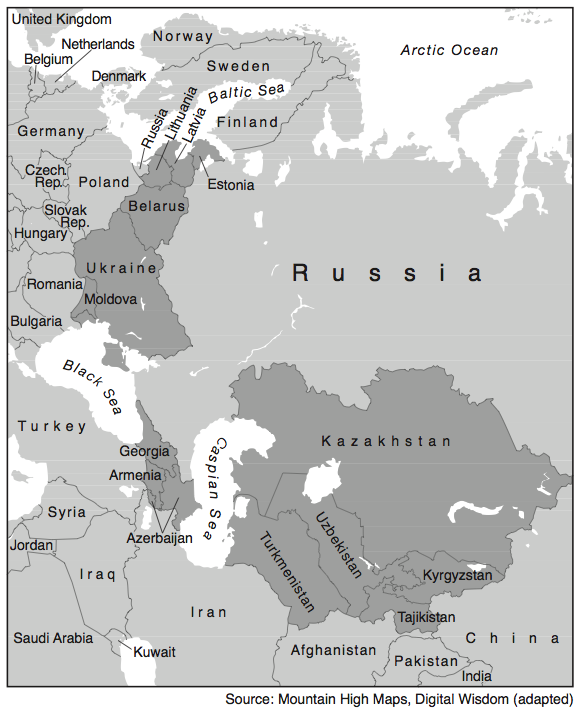 United Kingdom
Norway
Arctic Ocean
Netherlands
Belgium
Sweden
Denmark
Baltic Sea
Russia
Lithuania
Latvia
Finland
Germany
Czech.
Rep.
Poland
Estonia
Slovak
Rep.
Belarus
Hungary
Ukraine
Russia
Romania
Moldova
Bulgaria
Black Sea
Turkey
Kazakhstan
Georgia
Caspian Sea
Armenia
Syria
Azerbaijan
Uzbekistan
Jordan
Turkmenistan
Iraq
Kyrgyzstan
Iran
Tajikistan
Saudi Arabia
China
Kuwait
Afghanistan
Pakistan
India
Source: Mountain High Maps, Digital Wisdom (adapted)